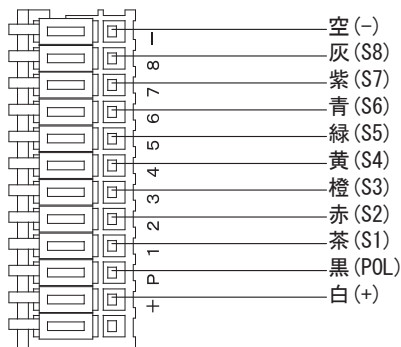 空(-)
灰(S8)
紫(S7)
青(S6)
緑(S5)
黄(S4)
橙(S3)
赤(S2)
茶(S1)
黒(POL)
白(+)
+ P 1 2 3 4 5 6 7 8 -